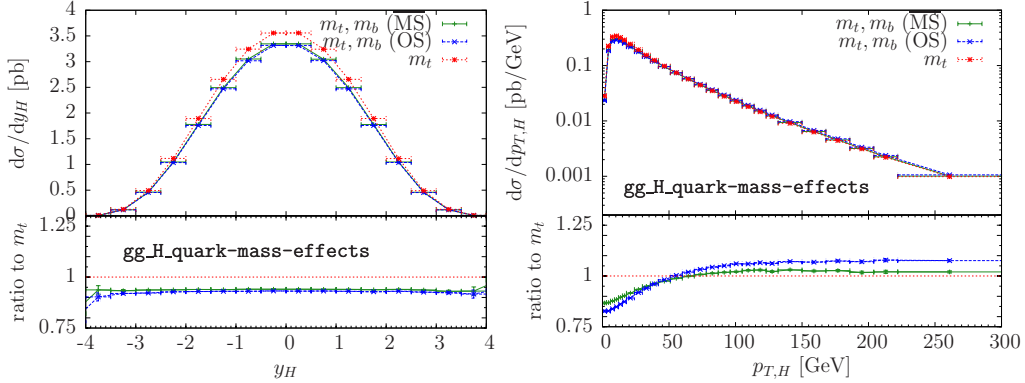 dσ/dy_H [pb]
4
3.5
3
2.5
2
1.5
1
0.5
0
m_t, m_b (\overline{MS})
m_t, m_b (OS)
m_t
ratio to m_t
1.25
1
0.75
gg_H_quark-mass-effects
-4 -3 -2 -1 0 1 2 3 4
y_H
dσ/dp_{T,H} [pb/GeV]
1
0.1
0.01
0.001
m_t, m_b (\overline{MS})
m_t, m_b (OS)
m_t
gg_H_quark-mass-effects
ratio to m_t
1.25
1
0.75
0 50 100 150 200 250 300
p_{T,H} [GeV]